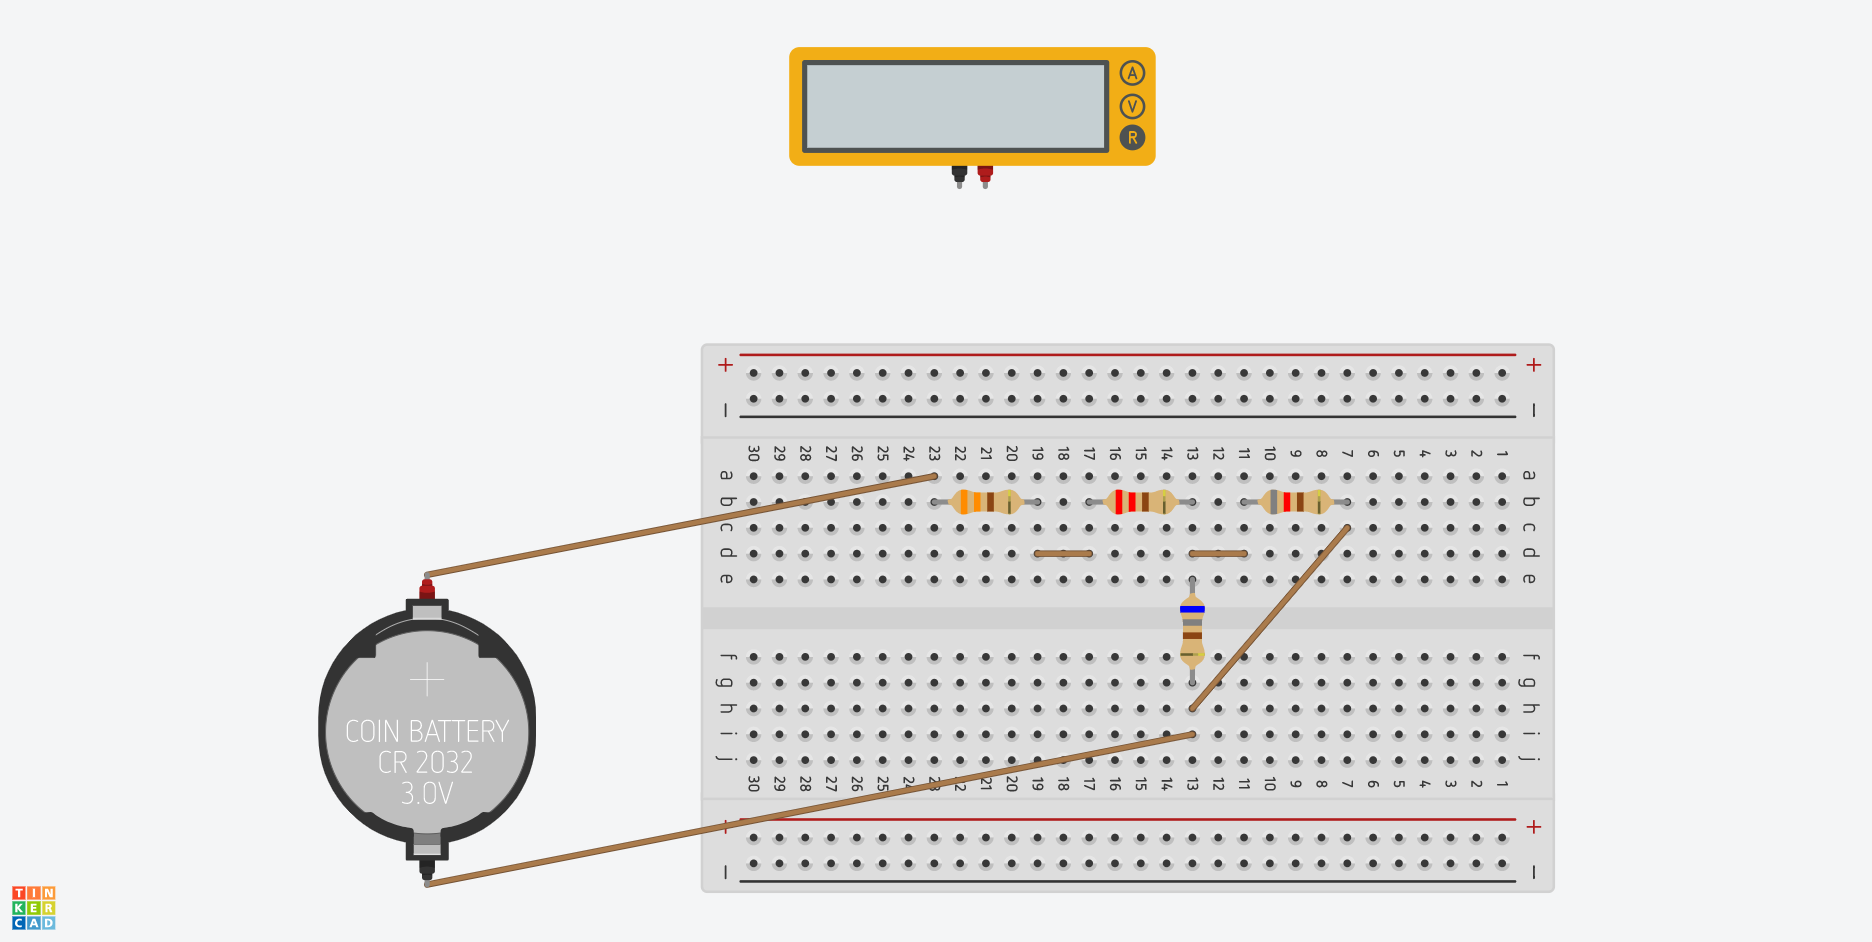 A
V
R
+ +
− −
30 29 28 27 26 25 24 23 22 21 20 19 18 17 16 15 14 13 12 11 10 9 8 7 6 5 4 3 2 1
a a
b b
c c
d d
e e
COIN BATTERY
CR 2032
3.0V
f f
g g
h h
i i
j j
30 29 28 27 26 25 24 23 22 21 20 19 18 17 16 15 14 13 12 11 10 9 8 7 6 5 4 3 2 1
+ +
− −
TIN
KER
CAD